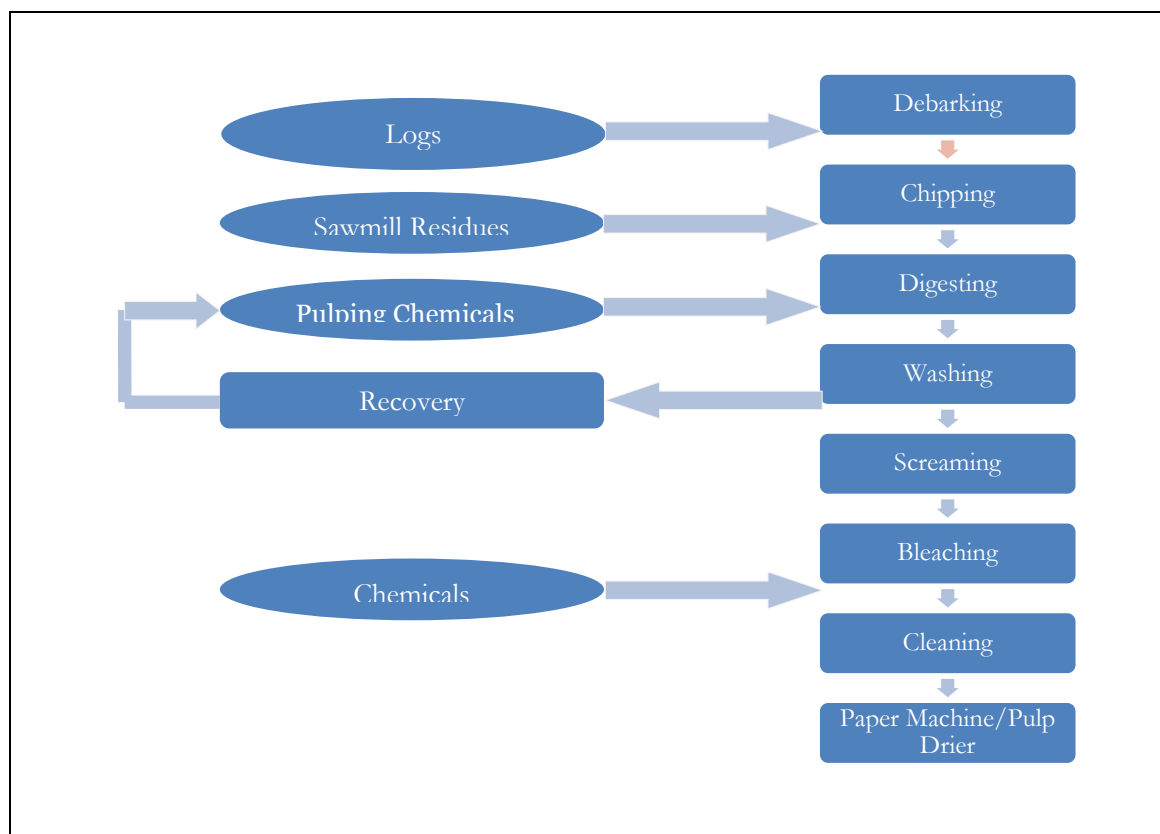 Debarking
Logs
Chipping
Sawmill Residues
Digesting
Pulping Chemicals
Washing
Recovery
Screaming
Bleaching
Chemicals
Cleaning
Paper Machine/Pulp
Drier